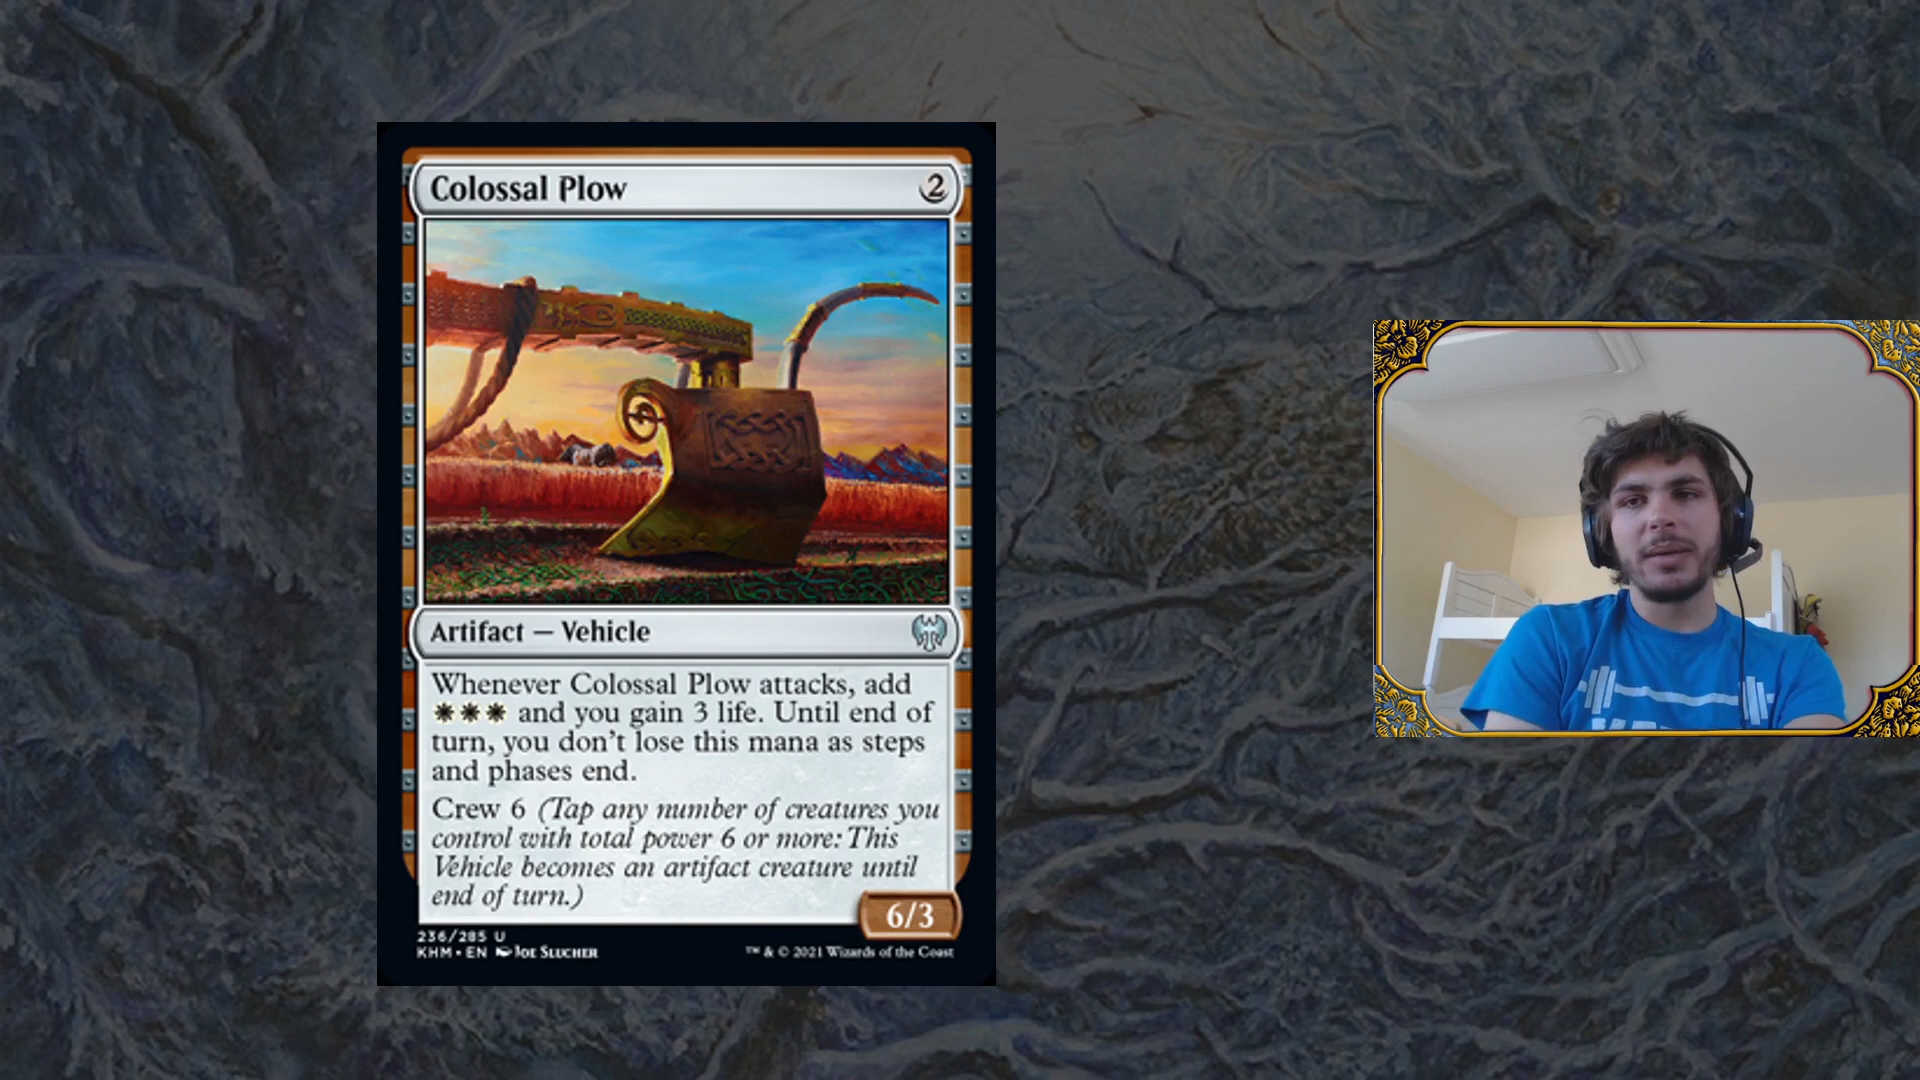 Colossal Plow 2
Artifact — Vehicle
Whenever Colossal Plow attacks, add
and you gain 3 life. Until end of
turn, you don't lose this mana as steps
and phases end.
Crew 6 (Tap any number of creatures you
control with total power 6 or more: This
Vehicle becomes an artifact creature until
end of turn.)
6/3
236/285 U
KHM • EN Joe Slucher ™ & © 2021 Wizards of the Coast